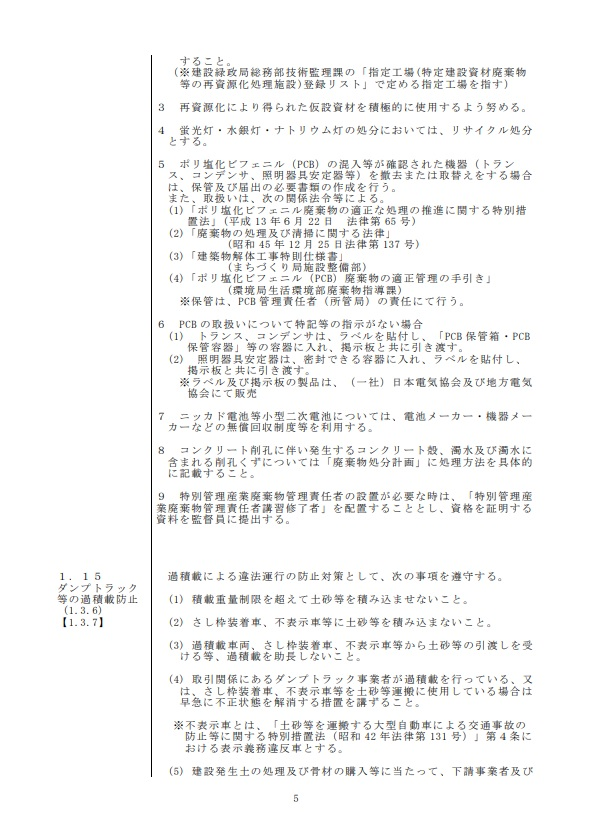 すること。
(※建設緑政局総務部技術監理課の「指定工場(特定建設資材廃棄物
等の再資源化処理施設)登録リスト」で定める指定工場を指す)
３　再資源化により得られた仮設資材を積極的に使用するよう努める。
４　蛍光灯・水銀灯・ナトリウム灯の処分においては、リサイクル処分
とする。
５　ポリ塩化ビフェニル（PCB）の混入等が確認された機器（トラン
ス、コンデンサ、照明器具安定器等）を撤去または取替えをする場合
は、保管及び届出の必要書類の作成を行う。
また、取扱いは、次の関係法令等による。
(1)「ポリ塩化ビフェニル廃棄物の適正な処理の推進に関する特別措
置法」（平成 13 年６月 22 日　法律第 65 号）
(2)「廃棄物の処理及び清掃に関する法律」
（昭和 45 年 12 月 25 日法律第 137 号）
(3)「建築物解体工事特則仕様書」
（まちづくり局施設整備部）
(4)「ポリ塩化ビフェニル（PCB）廃棄物の適正管理の手引き」
（環境局生活環境部廃棄物指導課）
※保管は、PCB 管理責任者（所管局）の責任にて行う。
６　PCB の取扱いについて特記等の指示がない場合
(1)　トランス、コンデンサは、ラベルを貼付し、「PCB 保管箱・PCB
保管容器」等の容器に入れ、掲示板と共に引き渡す。
(2)　照明器具安定器は、密封できる容器に入れ、ラベルを貼付し、
掲示板と共に引き渡す。
※ラベル及び掲示板の製品は、（一社）日本電気協会及び地方電気
協会にて販売
７　ニッカド電池等小型二次電池については、電池メーカー・機器メー
カーなどの無償回収制度等を利用する。
８　コンクリート削孔に伴い発生するコンクリート殻、濁水及び濁水に
含まれる削孔くずについては「廃棄物処分計画」に処理方法を具体的
に記載すること。
９　特別管理産業廃棄物管理責任者の設置が必要な時は、「特別管理産
業廃棄物管理責任者講習修了者」を配置することとし、資格を証明する
資料を監督員に提出する。
１．１５
ダンプトラック
等の過積載防止
（1.3.6）
【1.3.7】
過積載による違法運行の防止対策として、次の事項を遵守する。
(1) 積載重量制限を超えて土砂等を積み込ませないこと。
(2) さし枠装着車、不表示車等に土砂等を積み込まないこと。
(3) 過積載車両、さし枠装着車、不表示車等から土砂等の引渡しを受
ける等、過積載を助長しないこと。
(4) 取引関係にあるダンプトラック事業者が過積載を行っている、又
は、さし枠装着車、不表示車等を土砂等運搬に使用している場合は
早急に不正状態を解消する措置を講ずること。
※不表示車とは、「土砂等を運搬する大型自動車による交通事故の
防止等に関する特別措置法（昭和 42 年法律第 131 号）」第４条に
おける表示義務違反車とする。
(5) 建設発生土の処理及び骨材の購入等に当たって、下請事業者及び
5